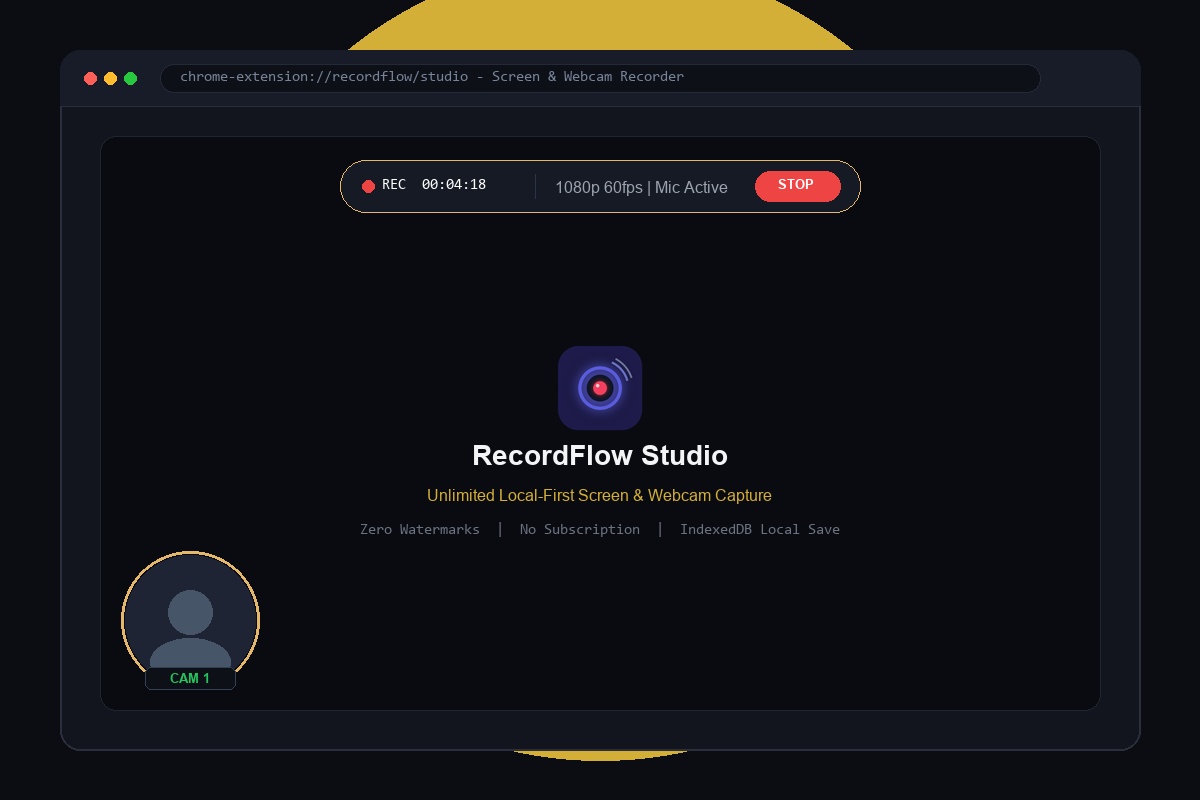 chrome-extension://recordflow/studio - Screen & Webcam Recorder
REC 00:04:18 1080p 60fps | Mic Active STOP
RecordFlow Studio
Unlimited Local-First Screen & Webcam Capture
Zero Watermarks | No Subscription | IndexedDB Local Save
CAM 1